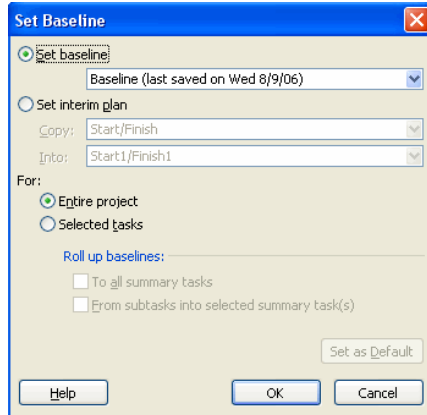 Set Baseline
Set baseline
Baseline (last saved on Wed 8/9/06)
Set interim plan
Copy: Start/Finish
Into: Start1/Finish1
For:
Entire project
Selected tasks
Roll up baselines:
To all summary tasks
From subtasks into selected summary task(s)
Set as Default
Help OK Cancel